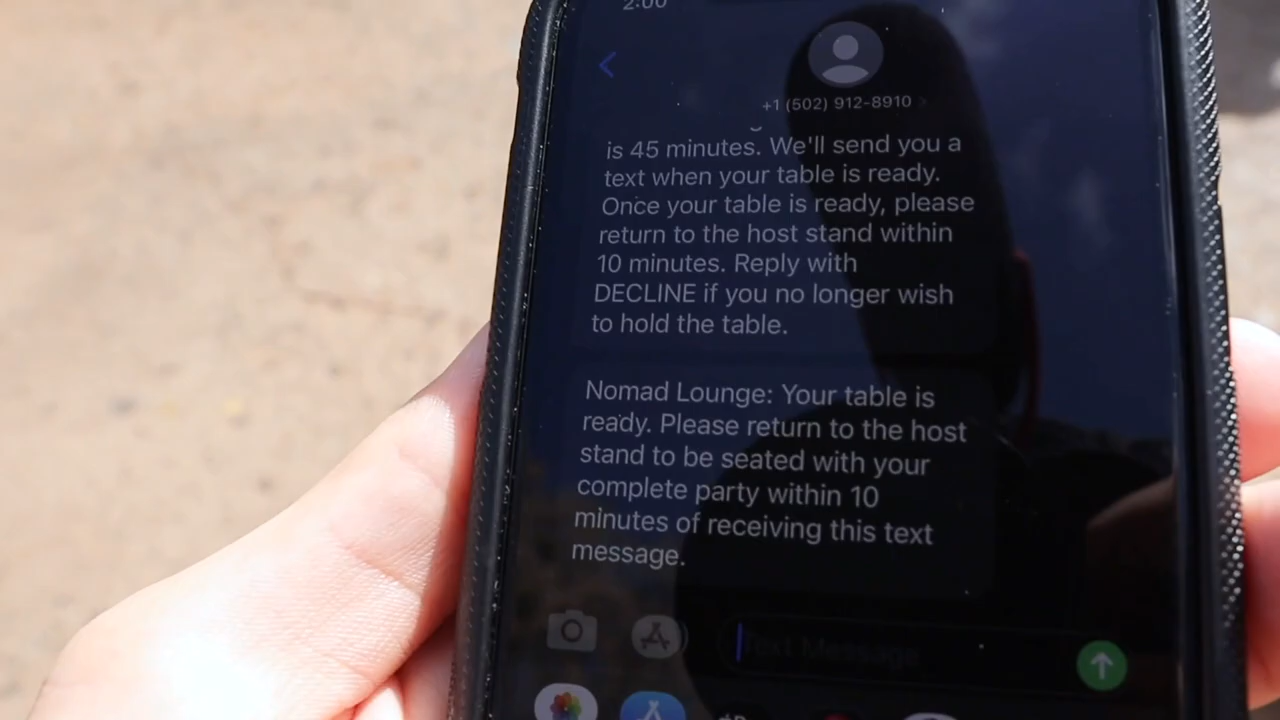 2:00
+1 (502) 912-8910
is 45 minutes. We'll send you a
text when your table is ready.
Once your table is ready, please
return to the host stand within
10 minutes. Reply with
DECLINE if you no longer wish
to hold the table.
Nomad Lounge: Your table is
ready. Please return to the host
stand to be seated with your
complete party within 10
minutes of receiving this text
message.
Text Message